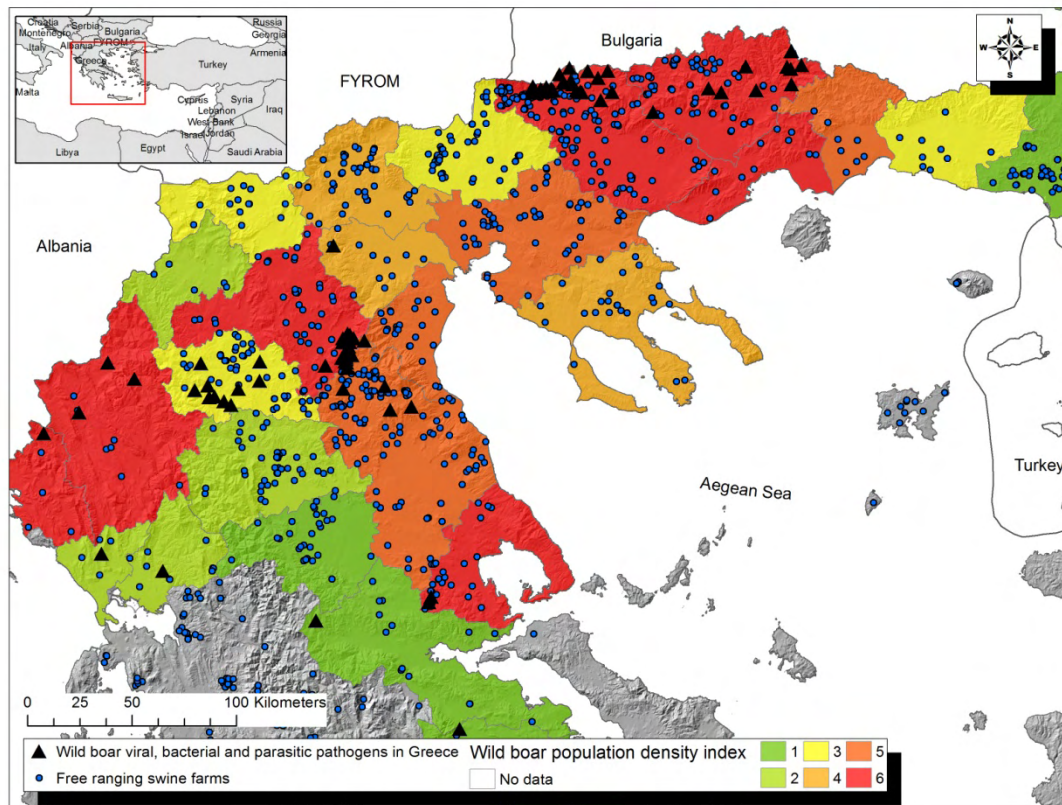 Croatia
Montenegro
Serbia
Bulgaria
Russia
Georgia
Italy
Albania
FYROM
Armenia
Greece
Turkey
Malta
Cyprus
Syria
Lebanon
Iraq
West Bank
Israel
Jordan
Libya
Egypt
Saudi Arabia
N
W
E
S
Bulgaria
FYROM
Albania
Aegean Sea
Turkey
0 25 50 100 Kilometers
Wild boar viral, bacterial and parasitic pathogens in Greece
Free ranging swine farms
Wild boar population density index
No data
1 3 5
2 4 6